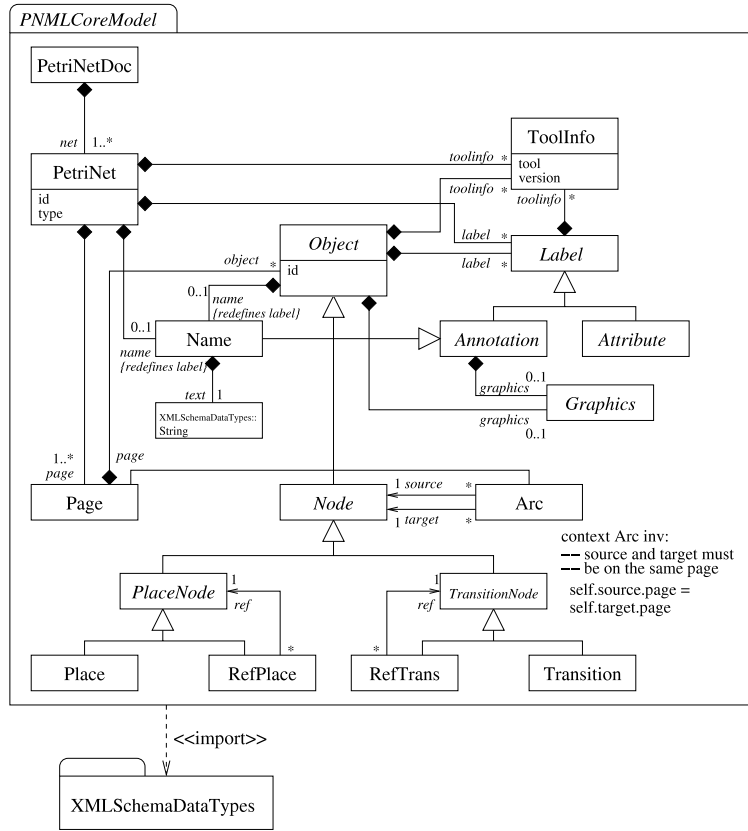 PNMLCoreModel
PetriNetDoc
net 1..*
PetriNet
id
type
toolinfo *
toolinfo *
ToolInfo
tool
version
toolinfo *
label *
label *
Label
object *
Object
id
0..1 name
{redefines label}
0..1
name
{redefines label}
Name
Annotation
Attribute
text 1
XMLSchemaDataTypes::
String
graphics 0..1
graphics 0..1
Graphics
1..*
page
page
Page
Node
1 source *
1 target *
Arc
context Arc inv:
-- source and target must
-- be on the same page
self.source.page =
self.target.page
PlaceNode
1
ref
*
TransitionNode
1
ref
*
Place
RefPlace
RefTrans
Transition
<<import>>
XMLSchemaDataTypes